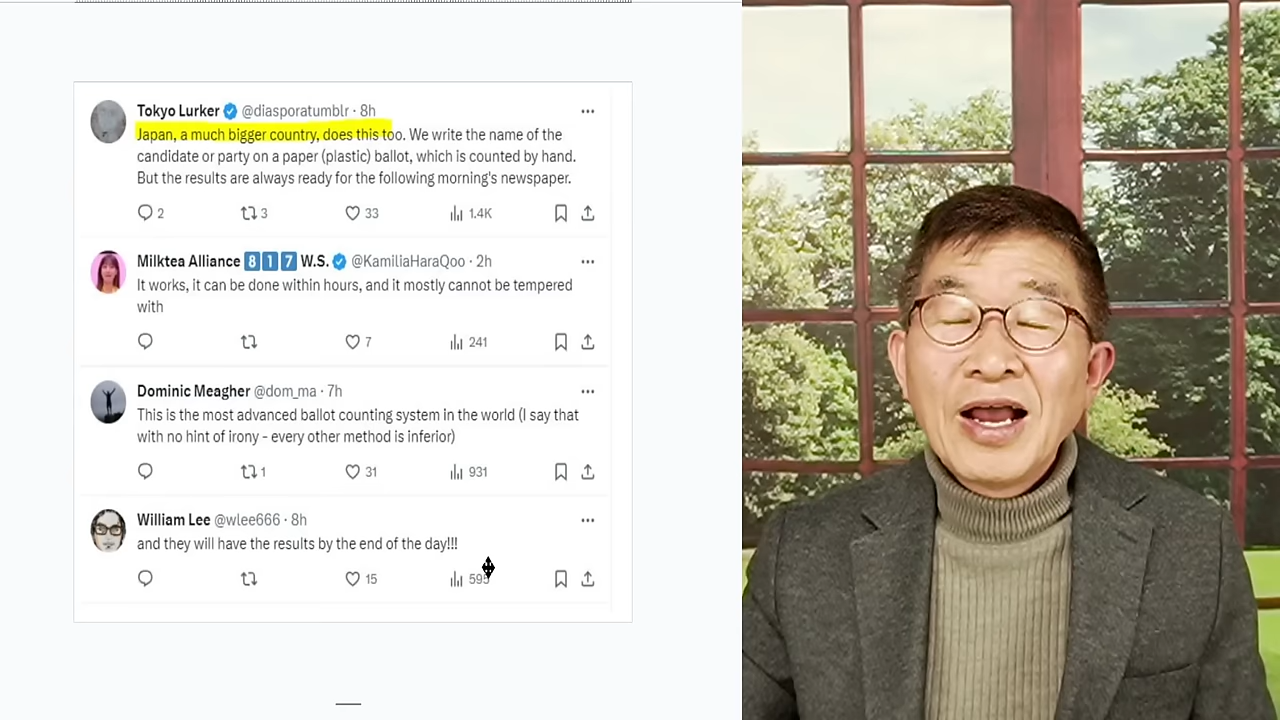 Tokyo Lurker @diasporatumblr · 8h
Japan, a much bigger country, does this too. We write the name of the
candidate or party on a paper (plastic) ballot, which is counted by hand.
But the results are always ready for the following morning's newspaper.
2 3 33 1.4K
Milktea Alliance 8 1 7 W.S. @KamiliaHaraQoo · 2h
It works, it can be done within hours, and it mostly cannot be tempered
with
7 241
Dominic Meagher @dom_ma · 7h
This is the most advanced ballot counting system in the world (I say that
with no hint of irony - every other method is inferior)
1 31 931
William Lee @wlee666 · 8h
and they will have the results by the end of the day!!!
15 595